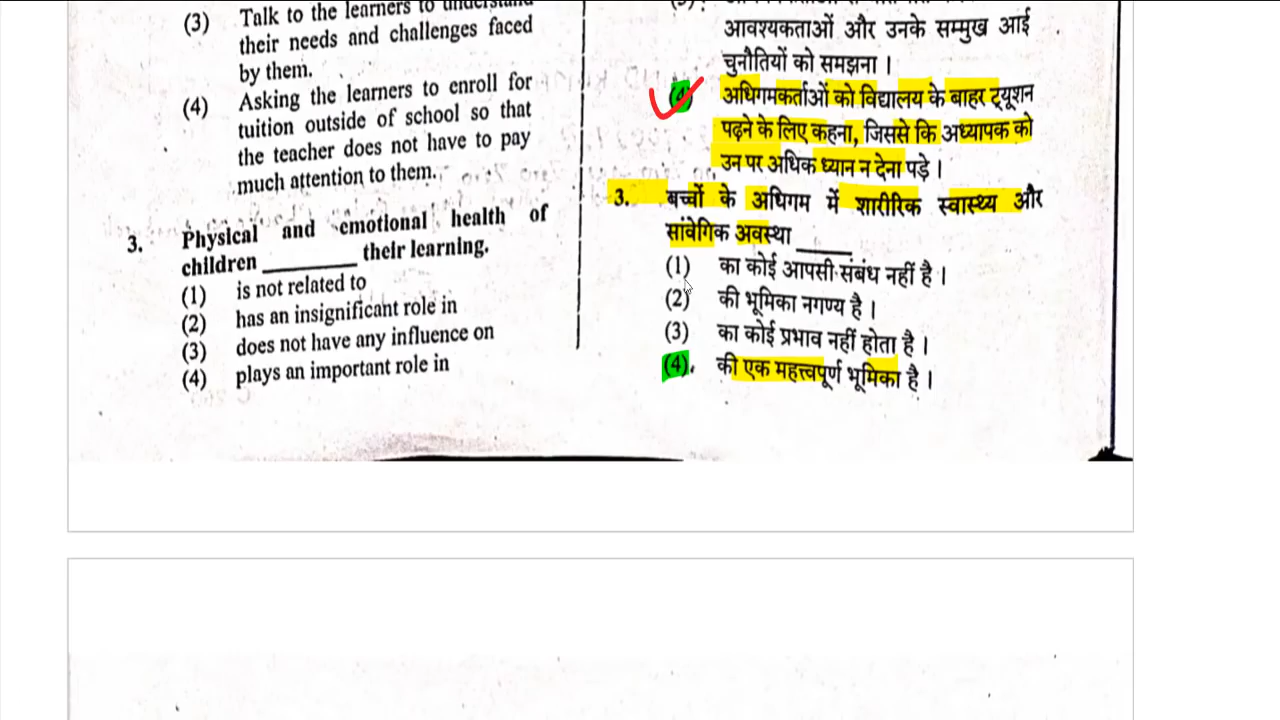 (3) Talk to the learners to understand
their needs and challenges faced
by them.
(4) Asking the learners to enroll for
tuition outside of school so that
the teacher does not have to pay
much attention to them.
3. Physical and emotional health of
children ________ their learning.
(1) is not related to
(2) has an insignificant role in
(3) does not have any influence on
(4) plays an important role in
आवश्यकताओं और उनके सम्मुख आई
चुनौतियों को समझना ।
(4) अधिगमकर्ताओं को विद्यालय के बाहर ट्यूशन
पढ़ने के लिए कहना, जिससे कि अध्यापक को
उन पर अधिक ध्यान न देना पड़े ।
3. बच्चों के अधिगम में शारीरिक स्वास्थ्य और
सांवेगिक अवस्था _____
(1) का कोई आपसी संबंध नहीं है ।
(2) की भूमिका नगण्य है ।
(3) का कोई प्रभाव नहीं होता है ।
(4). की एक महत्त्वपूर्ण भूमिका है ।